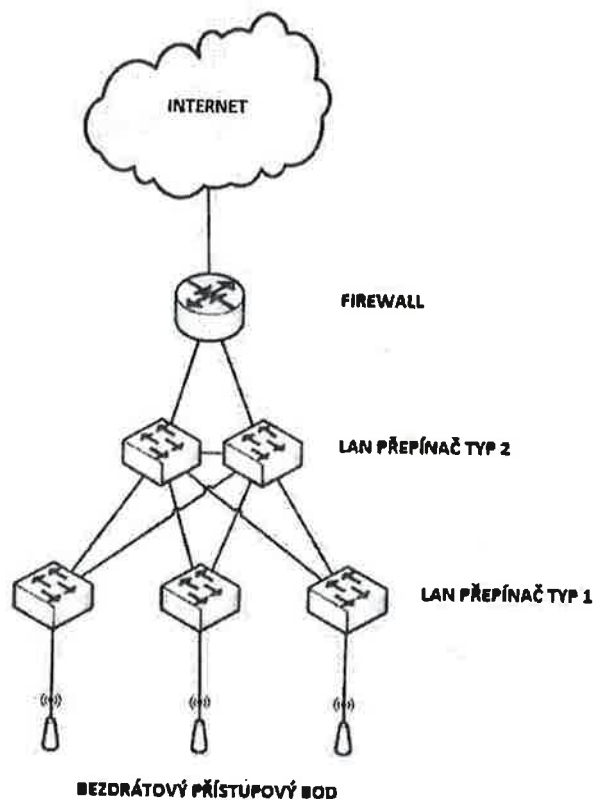 INTERNET
FIREWALL
LAN PŘEPÍNAČ TYP 2
LAN PŘEPÍNAČ TYP 1
BEZDRÁTOVÝ PŘÍSTUPOVÝ BOD